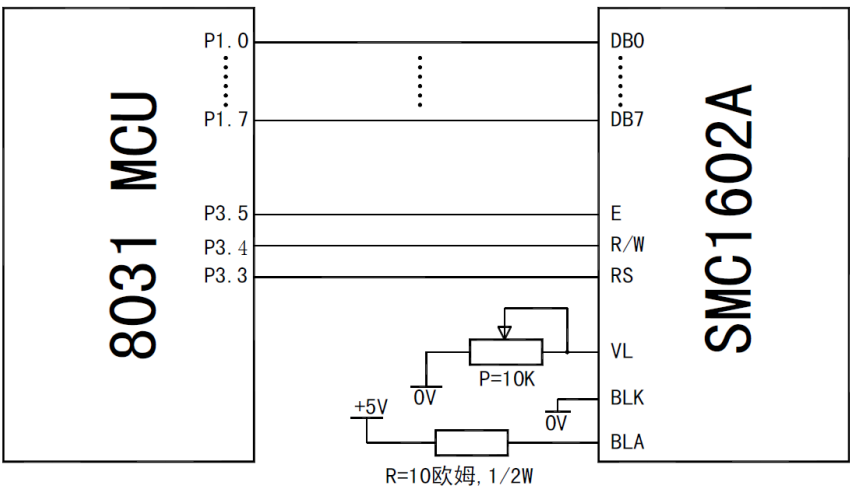 P1.0
DB0
P1.7
DB7
8031 MCU
SMC1602A
P3.5
E
P3.4
R/W
P3.3
RS
VL
P=10K
0V
BLK
0V
+5V
BLA
R=10欧姆,1/2W